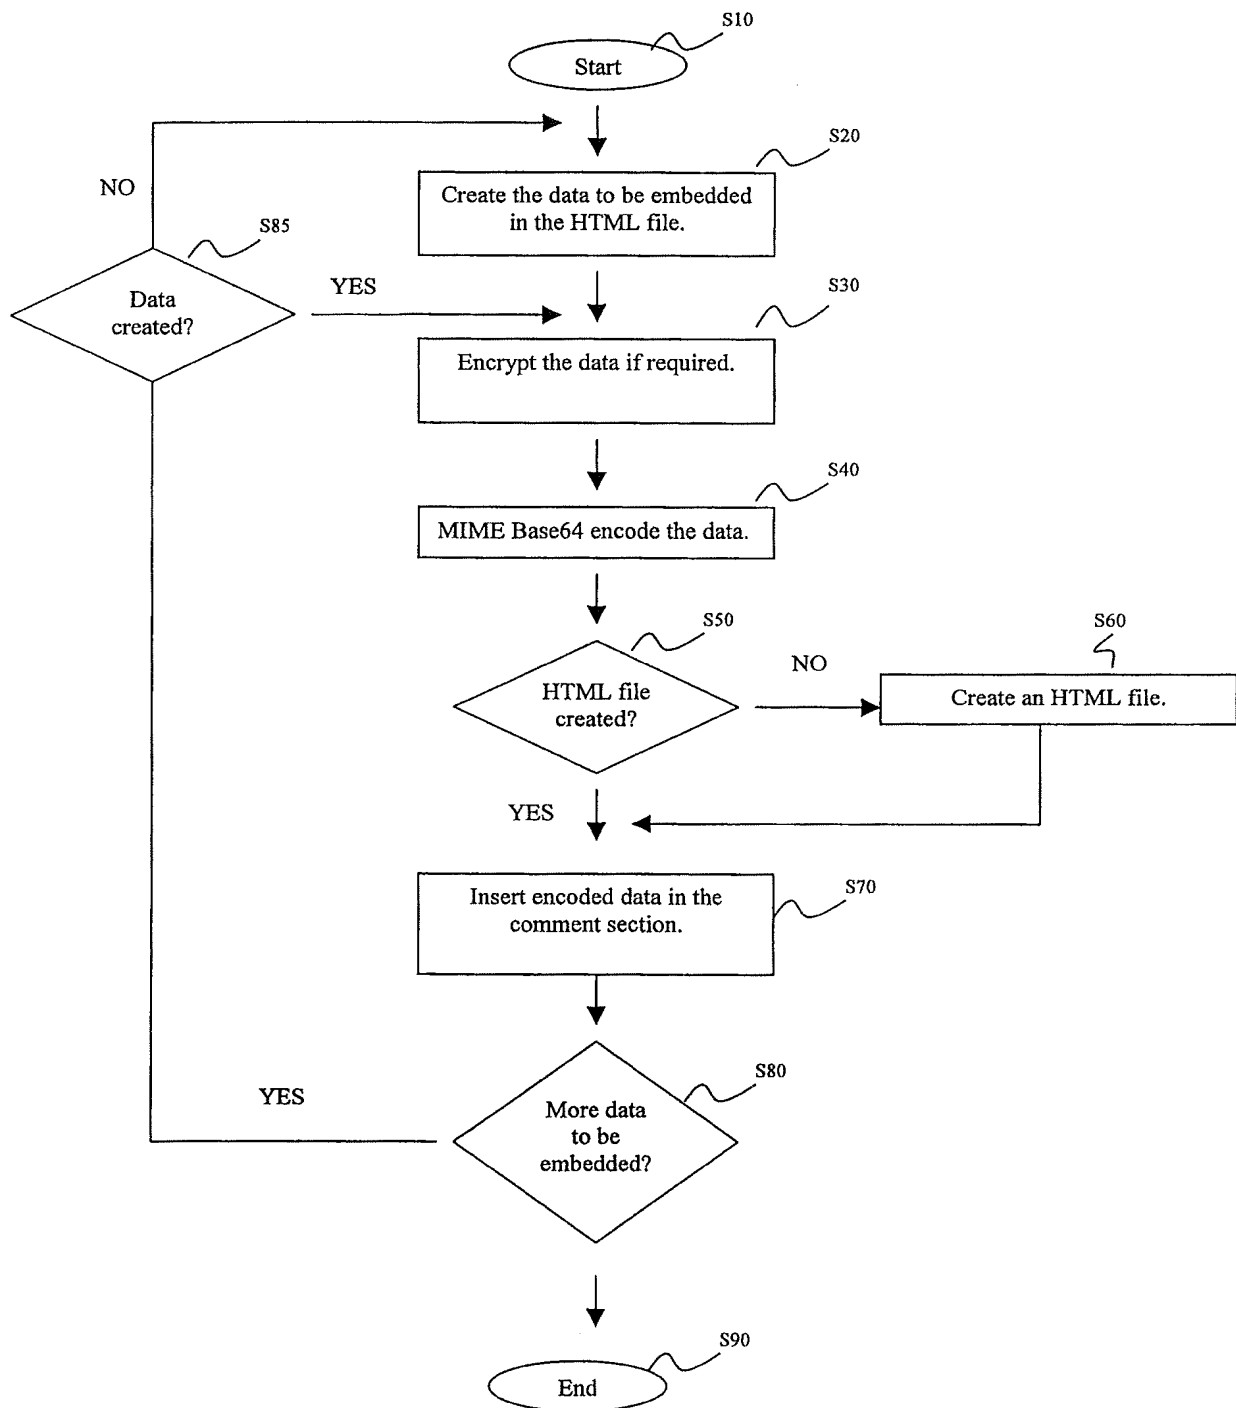 S10
Start
S20
NO
Create the data to be embedded
in the HTML file.
S85
Data
created?
YES
S30
Encrypt the data if required.
S40
MIME Base64 encode the data.
S50
HTML file
created?
NO
S60
Create an HTML file.
YES
Insert encoded data in the
comment section.
S70
YES
More data
to be
embedded?
S80
S90
End